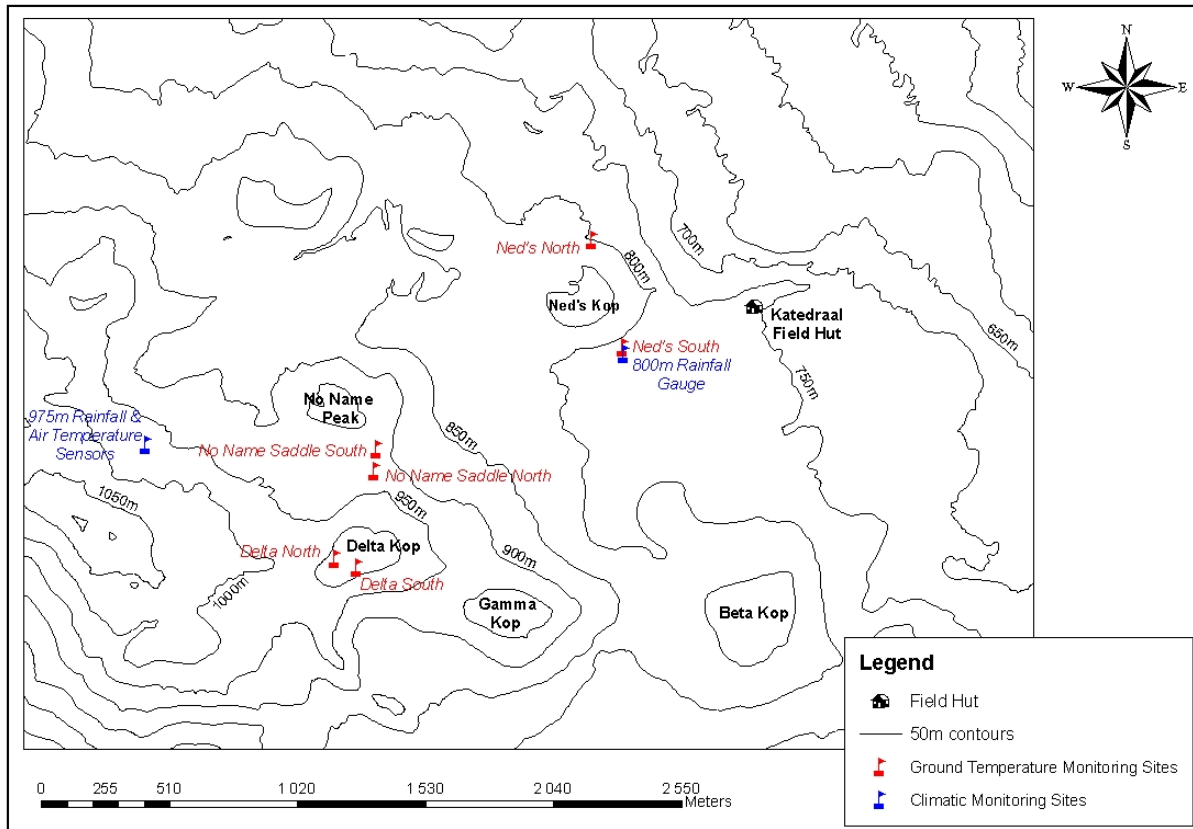 N
W E
S
700m
Ned's North
800m
Ned's Kop
Katedraal
Field Hut
650m
Ned's South
800m Rainfall
Gauge
750m
No Name
Peak
975m Rainfall &
Air Temperature
Sensors
850m
No Name Saddle South
No Name Saddle North
1050m
950m
Delta North
Delta Kop
900m
Delta South
1000m
Gamma
Kop
Beta Kop
Legend
Field Hut
50m contours
Ground Temperature Monitoring Sites
Climatic Monitoring Sites
0 255 510 1 020 1 530 2 040 2 550
Meters